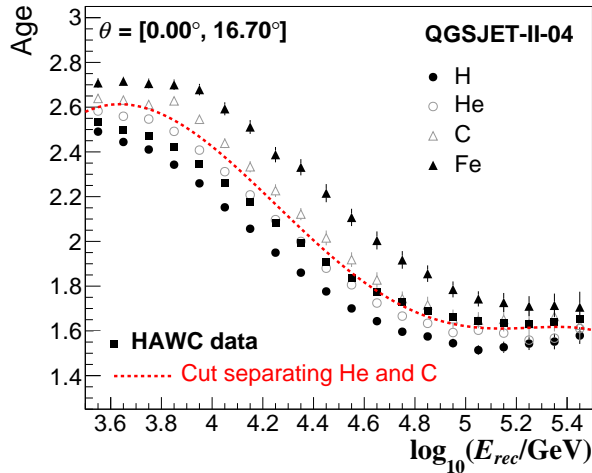 Age
3
2.8
2.6
2.4
2.2
2
1.8
1.6
1.4
θ = [0.00°, 16.70°]
QGSJET-II-04
H
He
C
Fe
HAWC data
Cut separating He and C
3.6 3.8 4 4.2 4.4 4.6 4.8 5 5.2 5.4
log₁₀(E_rec/GeV)